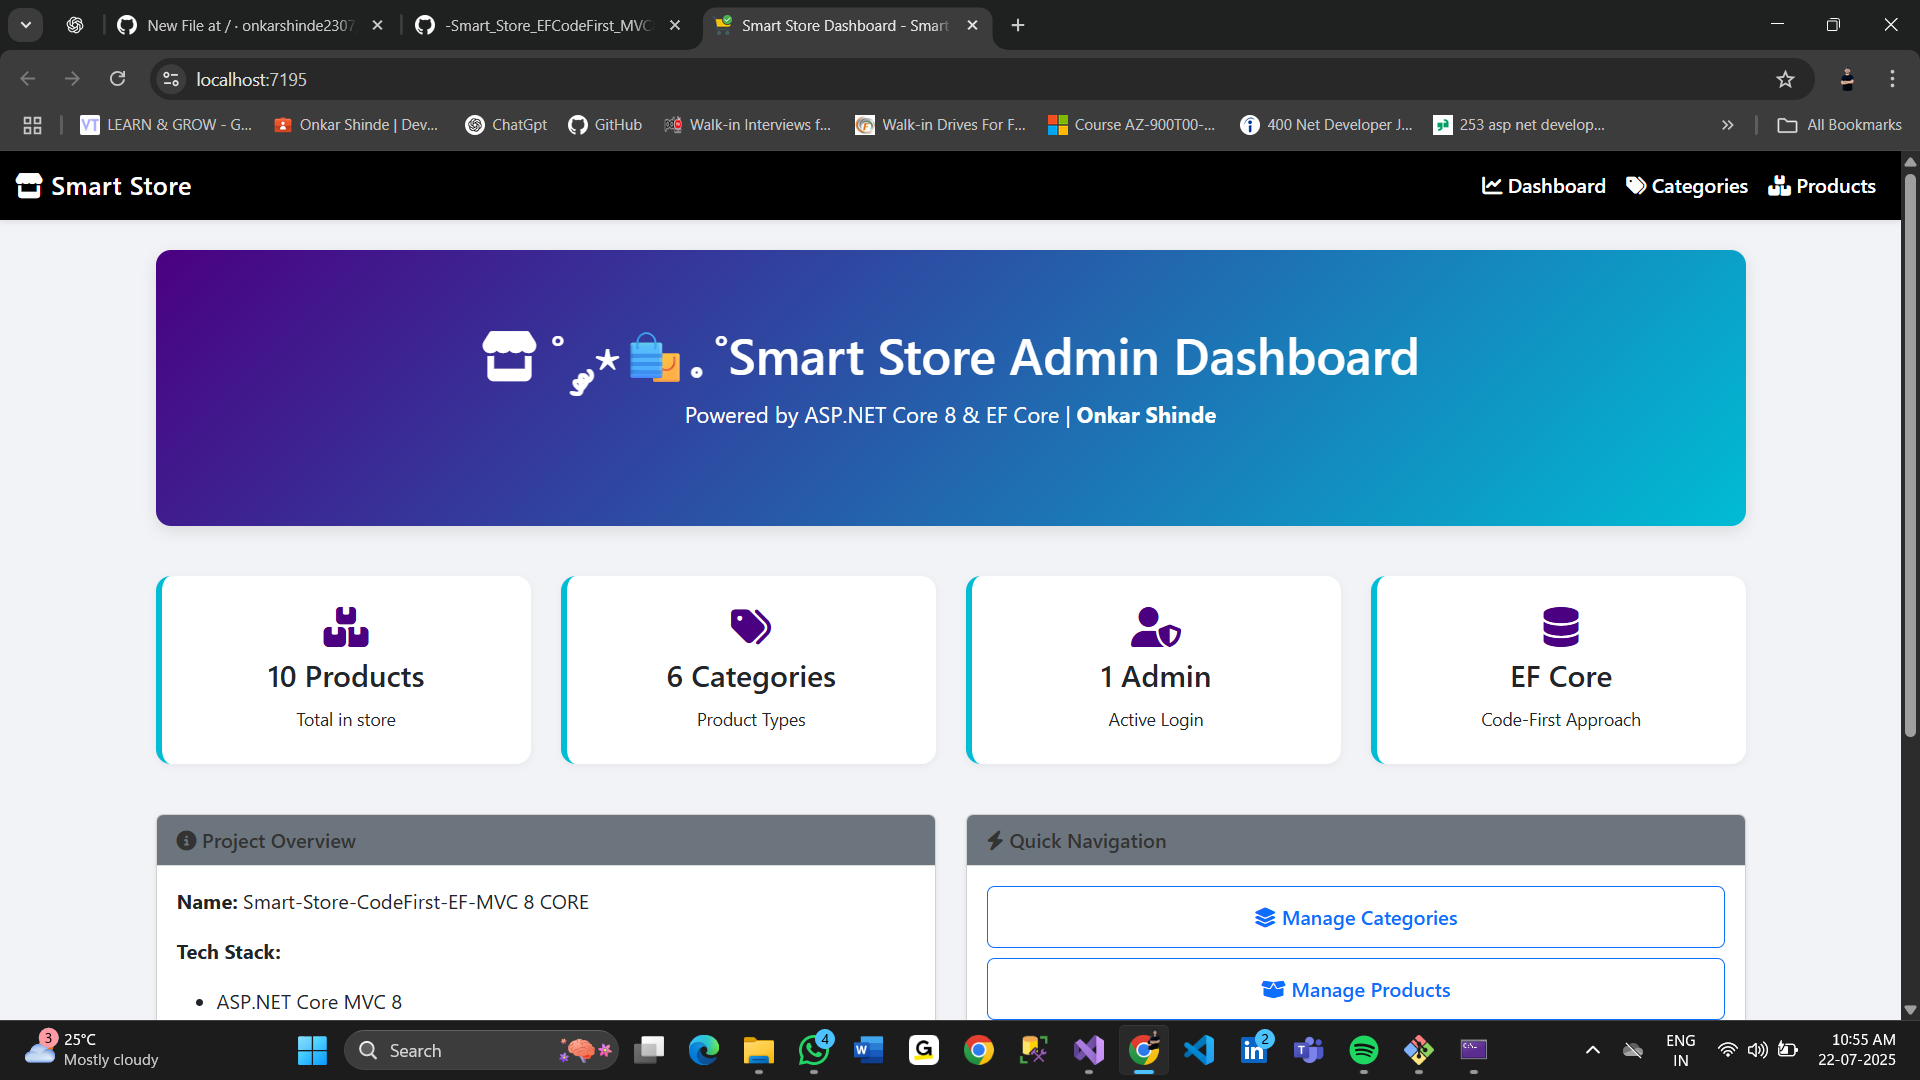 New File at / · onkarshinde2307
-Smart_Store_EFCodeFirst_MVC
Smart Store Dashboard - Smart
localhost:7195
LEARN & GROW - G...
Onkar Shinde | Dev...
ChatGpt
GitHub
Walk-in Interviews f...
Walk-in Drives For F...
Course AZ-900T00-...
400 Net Developer J...
253 asp net develop...
All Bookmarks
Smart Store
Dashboard
Categories
Products
˚ ༘⋆🛍️。˚Smart Store Admin Dashboard
Powered by ASP.NET Core 8 & EF Core | Onkar Shinde
10 Products
Total in store
6 Categories
Product Types
1 Admin
Active Login
EF Core
Code-First Approach
Project Overview
Name: Smart-Store-CodeFirst-EF-MVC 8 CORE
Tech Stack:
• ASP.NET Core MVC 8
Quick Navigation
Manage Categories
Manage Products
3
25°C
Mostly cloudy
Search
4
2
ENG
IN
10:55 AM
22-07-2025